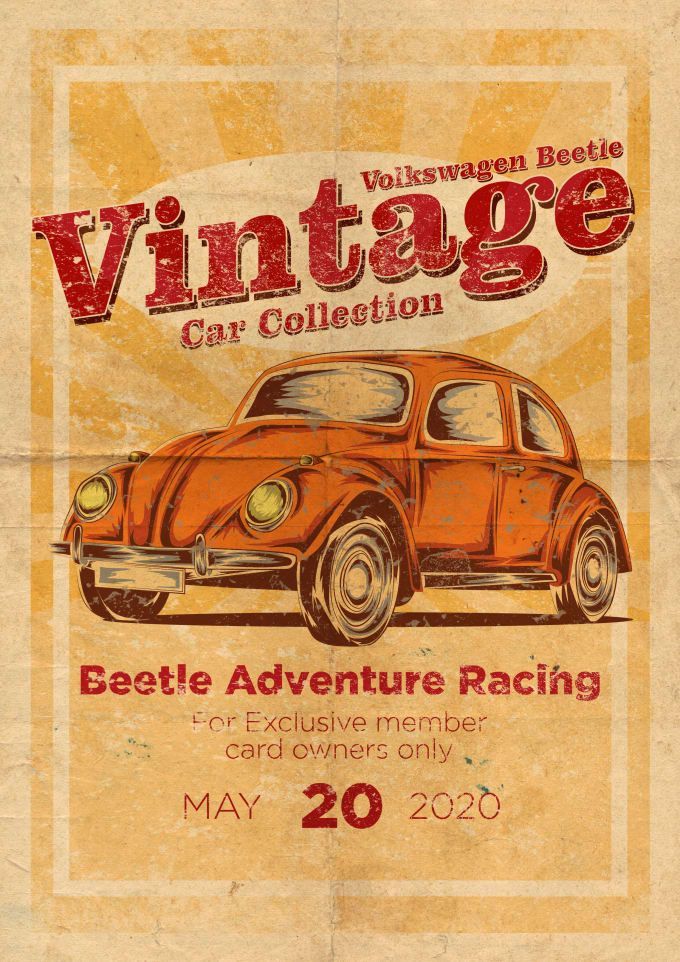 Volkswagen Beetle
Vintage
Car Collection
Beetle Adventure Racing
For Exclusive member
card owners only
MAY 20 2020